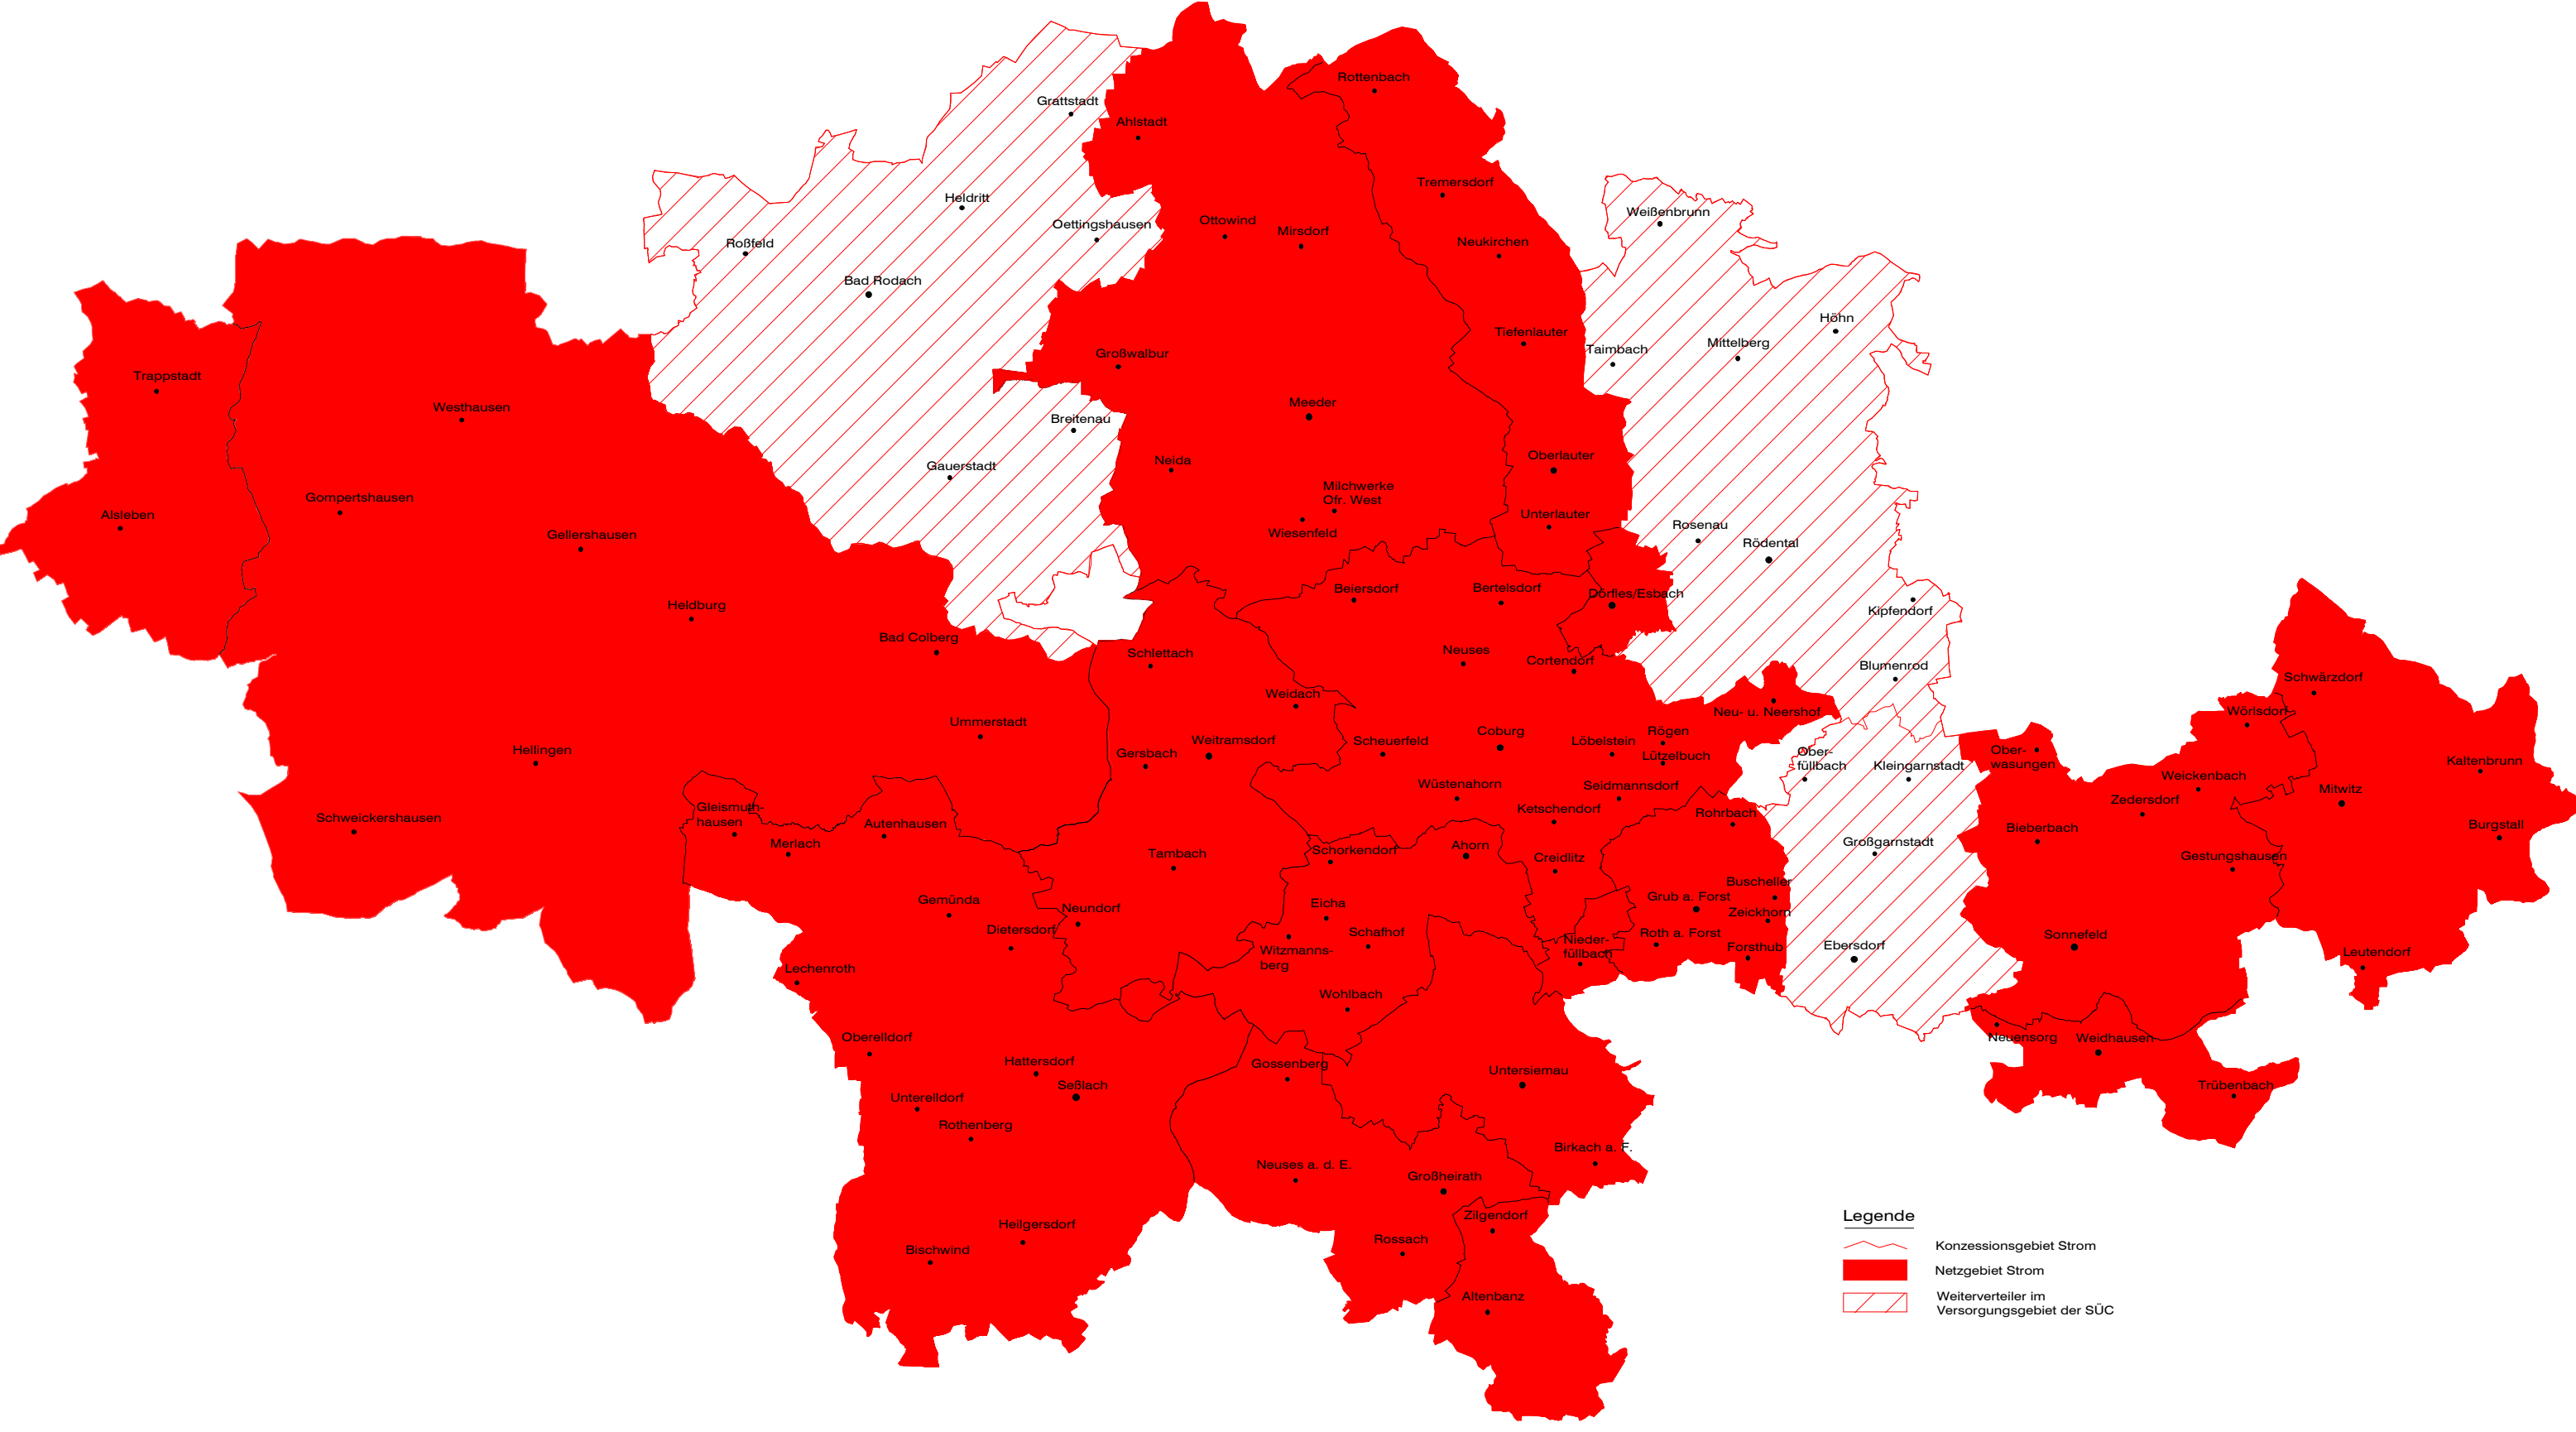 Rottenbach
Grattstadt
Ahlstadt
Tremersdorf
Heldritt
Weißenbrunn
Ottowind
Oettingshausen
Mirsdorf
Roßfeld
Neukirchen
Bad Rodach
Höhn
Tiefenlauter
Mittelberg
Taimbach
Großwalbur
Trappstadt
Meeder
Westhausen
Breitenau
Oberlauter
Neida
Gauerstadt
Milchwerke
Ofr. West
Gompertshausen
Alsleben
Unterlauter
Rosenau
Wiesenfeld
Gellershausen
Rödental
Beiersdorf
Bertelsdorf
Dörfles/Esbach
Heldburg
Kipfendorf
Bad Colberg
Neuses
Schlettach
Cortendorf
Blumenrod
Schwärzdorf
Weidach
Neu- u. Neershof
Wörlsdorf
Ummerstadt
Coburg
Rögen
Weitramsdorf
Scheuerfeld
Löbelstein
Hellingen
Gersbach
Lützelbuch
Ober-
füllbach
Kleingarnstadt
Ober-
wasungen
Kaltenbrunn
Weickenbach
Wüstenahorn
Seidmannsdorf
Mitwitz
Zedersdorf
Gleismuth-
hausen
Ketschendorf
Rohrbach
Schweickershausen
Autenhausen
Bieberbach
Burgstall
Merlach
Großgarnstadt
Ahorn
Schorkendorf
Tambach
Creidlitz
Gestungshausen
Buscheller
Grub a. Forst
Gemünda
Eicha
Neundorf
Zeickhorn
Dietersdorf
Schafhof
Roth a. Forst
Sonnefeld
Nieder-
füllbach
Forsthub
Ebersdorf
Witzmanns-
berg
Leutendorf
Lechenroth
Wohlbach
Oberelldorf
Neuensorg
Weidhausen
Hattersdorf
Gossenberg
Untersiemau
Seßlach
Trübenbach
Unterelldorf
Rothenberg
Birkach a. F.
Neuses a. d. E.
Großheirath
Zilgendorf
Heilgersdorf
Rossach
Bischwind
Altenbanz
Legende
Konzessionsgebiet Strom
Netzgebiet Strom
Weiterverteiler im
Versorgungsgebiet der SÜC